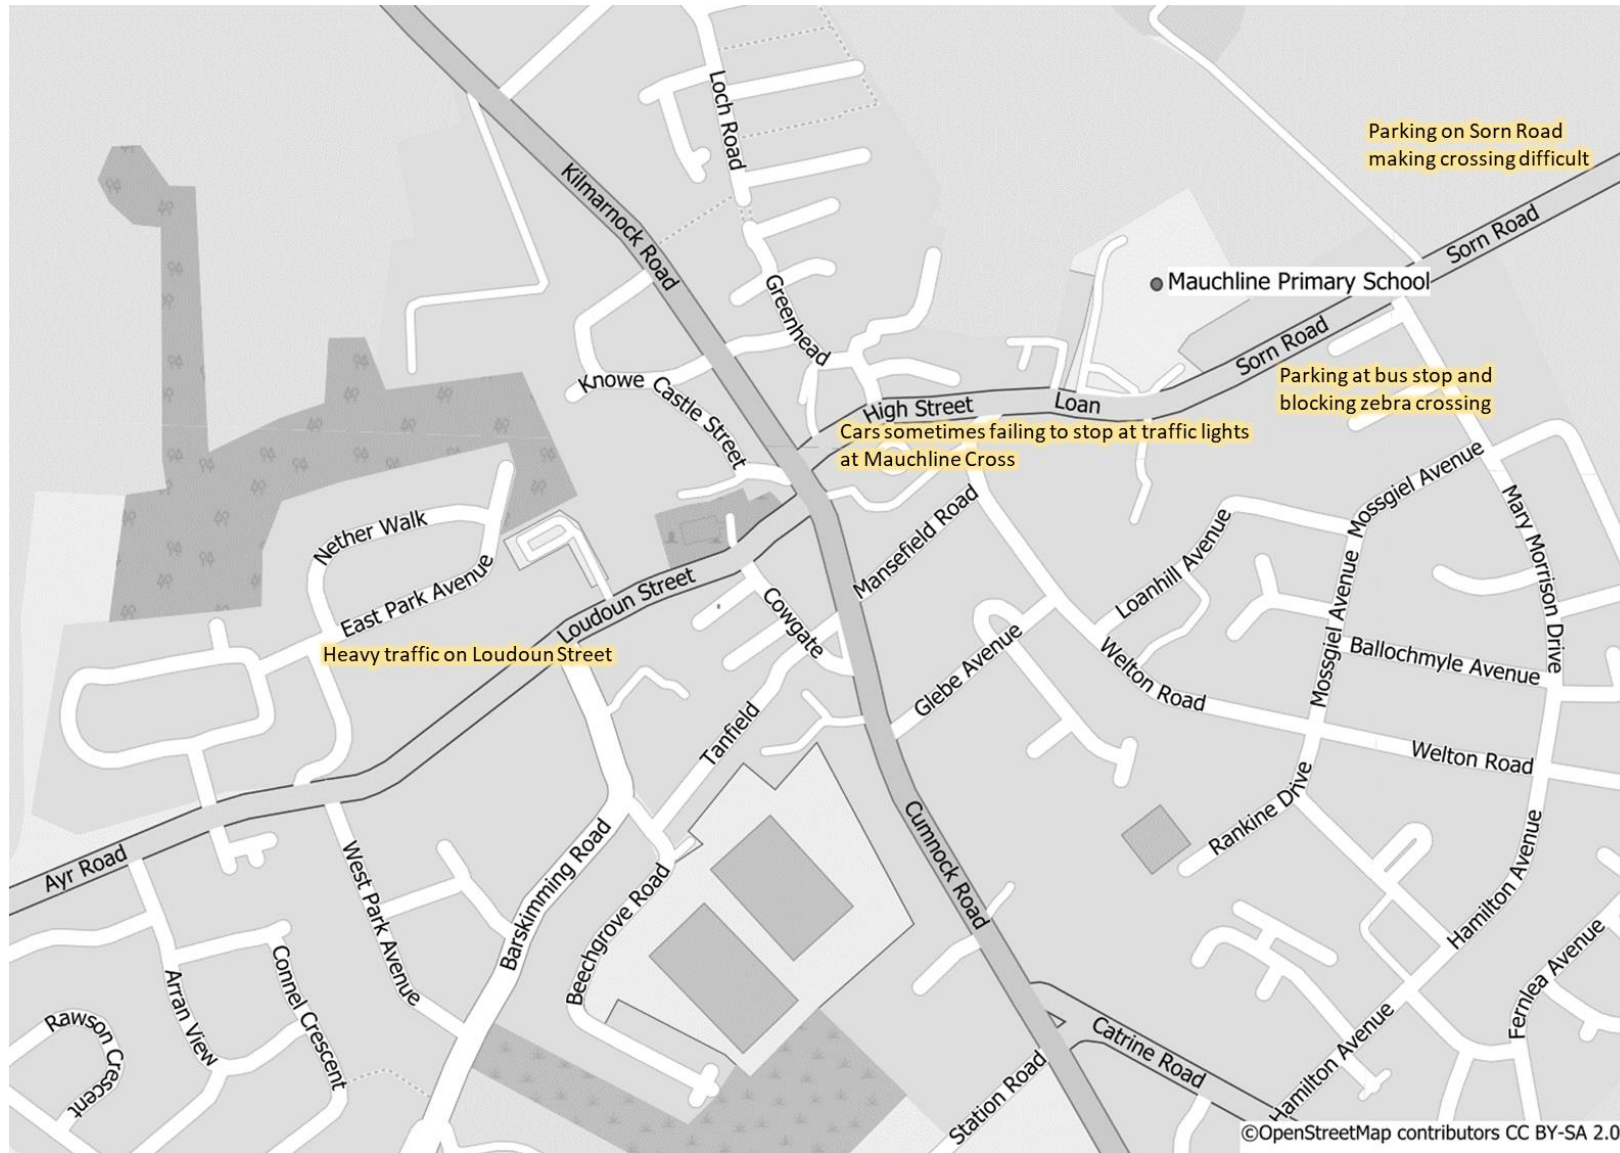 Loch Road
Kilmarnock Road
Parking on Sorn Road
making crossing difficult
Sorn Road
Mauchline Primary School
Greenhead
Sorn Road
Knowe
Castle Street
High Street
Loan
Parking at bus stop and
blocking zebra crossing
Cars sometimes failing to stop at traffic lights
at Mauchline Cross
Mossgiel Avenue
Mary Morrison Drive
Nether Walk
East Park Avenue
Mansefield Road
Loanhill Avenue
Loudoun Street
Cowgate
Heavy traffic on Loudoun Street
Mossgiel Avenue
Ballochmyle Avenue
Glebe Avenue
Welton Road
Tanfield
Welton Road
Rankine Drive
Ayr Road
West Park Avenue
Barskimming Road
Beechgrove Road
Cumnock Road
Hamilton Avenue
Fernlea Avenue
Arran View
Connel Crescent
Rawson Crescent
Catrine Road
Station Road
Hamilton Avenue
©OpenStreetMap contributors CC BY-SA 2.0